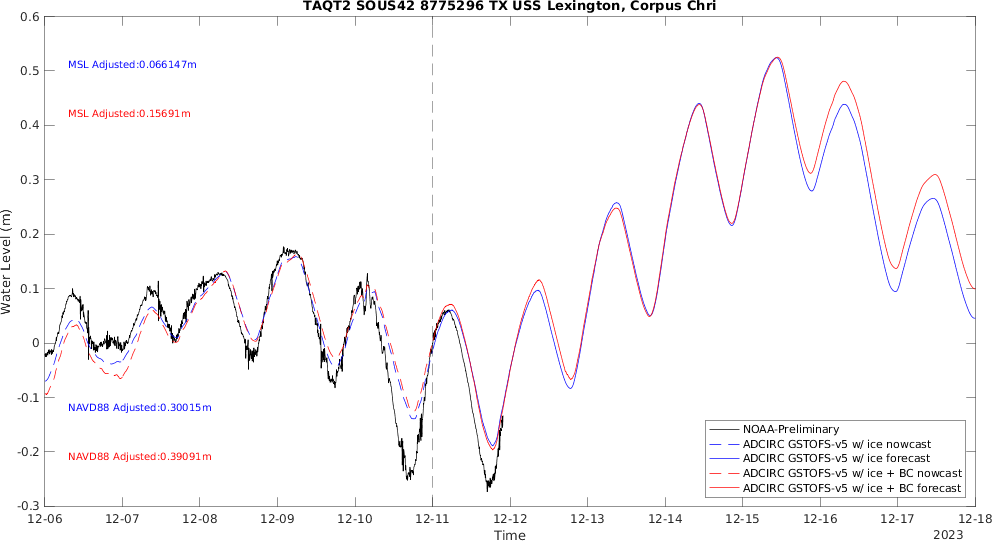 TAQT2 SOUS42 8775296 TX USS Lexington, Corpus Chri
0.6
0.5
0.4
0.3
0.2
0.1
0
-0.1
-0.2
-0.3
Water Level (m)
MSL Adjusted:0.066147m
MSL Adjusted:0.15691m
NAVD88 Adjusted:0.30015m
NAVD88 Adjusted:0.39091m
NOAA-Preliminary
ADCIRC GSTOFS-v5 w/ ice nowcast
ADCIRC GSTOFS-v5 w/ ice forecast
ADCIRC GSTOFS-v5 w/ ice + BC nowcast
ADCIRC GSTOFS-v5 w/ ice + BC forecast
12-06 12-07 12-08 12-09 12-10 12-11 12-12 12-13 12-14 12-15 12-16 12-17 12-18
Time
2023